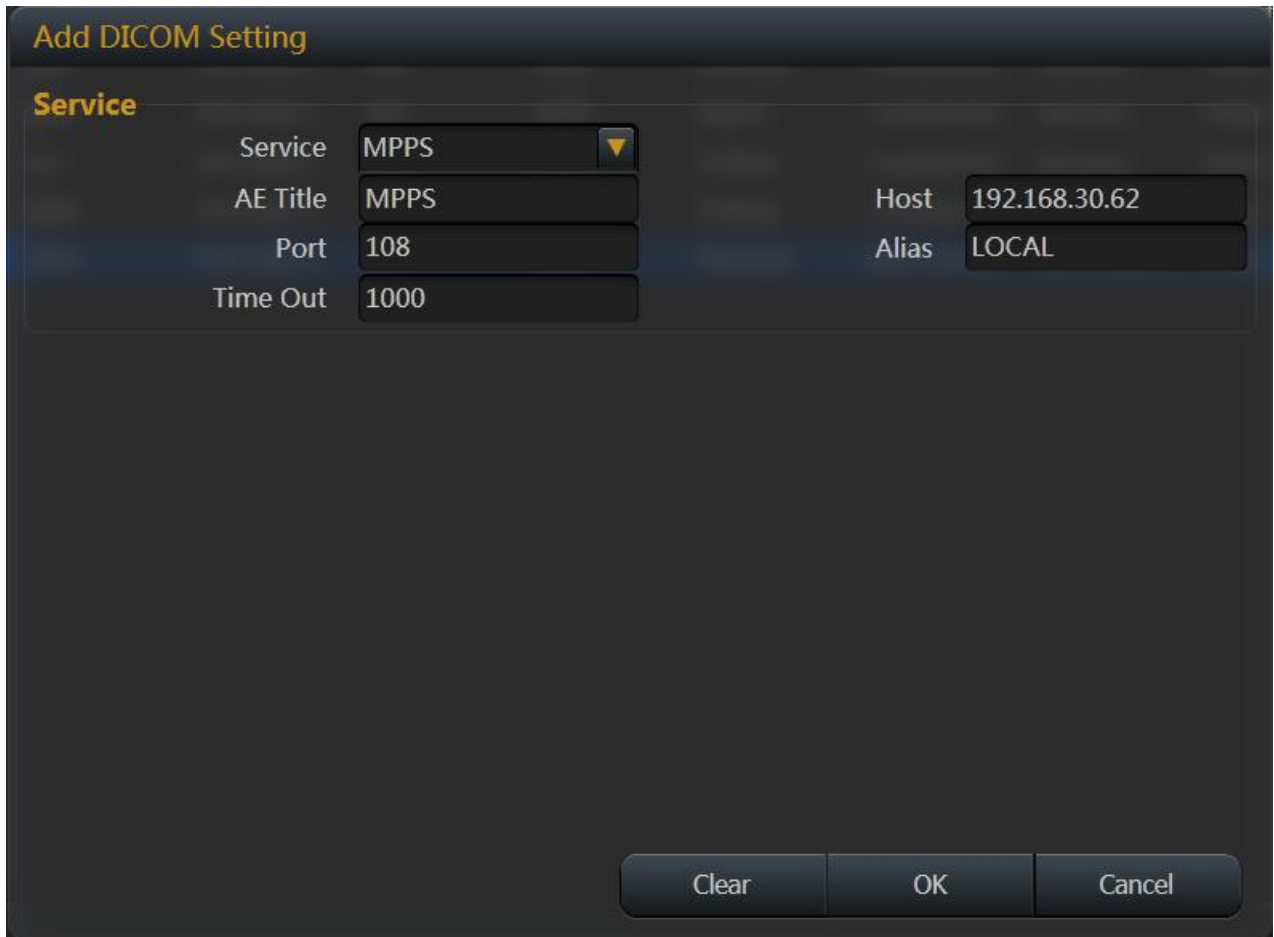 Add DICOM Setting
Service
Service MPPS
AE Title MPPS Host 192.168.30.62
Port 108 Alias LOCAL
Time Out 1000
Clear OK Cancel